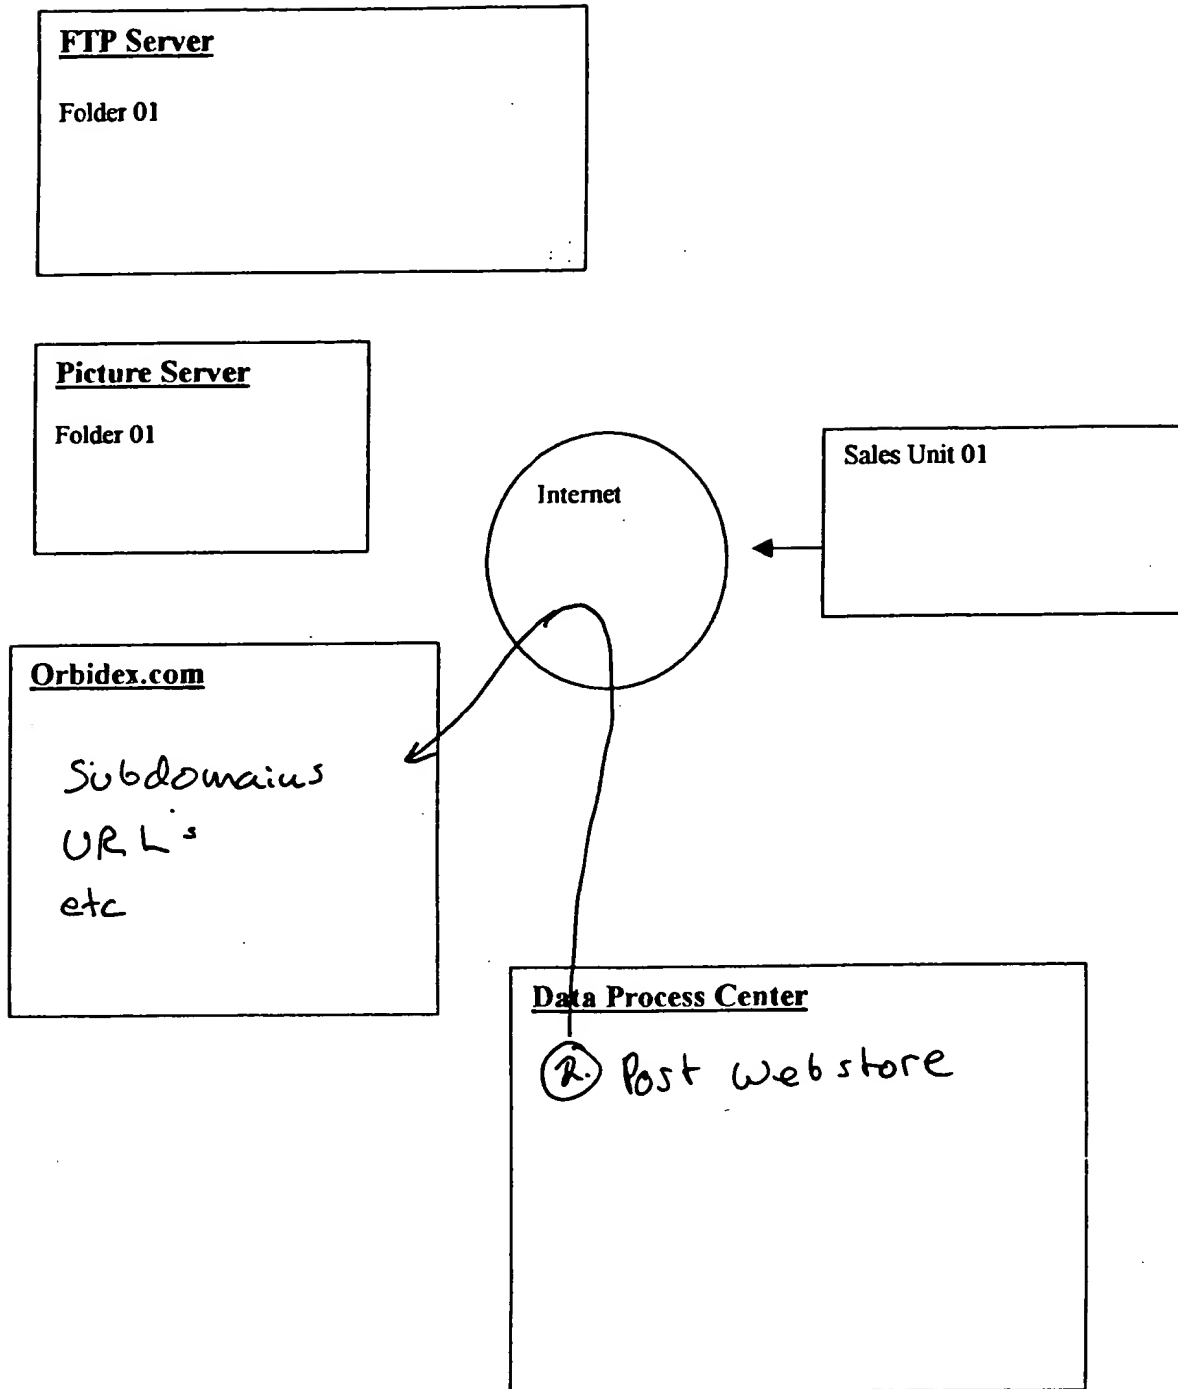 FTP Server
Folder 01
Picture Server
Folder 01
Internet
Sales Unit 01
Orbidex.com
Subdomains
URL's
etc
Data Process Center
2. Post webstore